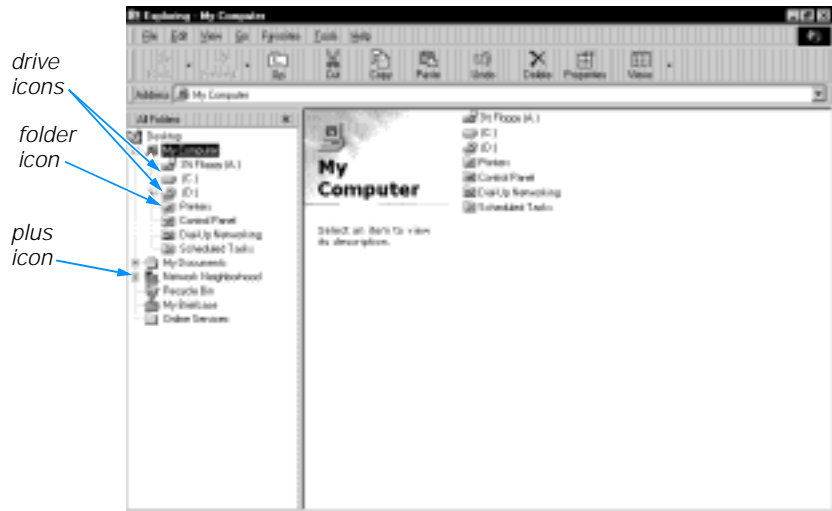 Exploring - My Computer
File Edit View Go Favorites Tools Help
Up Cut Copy Paste Undo Delete Properties Views
Address My Computer
All Folders
Desktop
My Computer
3½ Floppy (A:)
(C:)
(D:)
Printers
Control Panel
Dial-Up Networking
Scheduled Tasks
My Documents
Network Neighborhood
Recycle Bin
My Briefcase
Online Services
My
Computer
Select an item to view
its description.
3½ Floppy (A:)
(C:)
(D:)
Printers
Control Panel
Dial-Up Networking
Scheduled Tasks
drive
icons
folder
icon
plus
icon